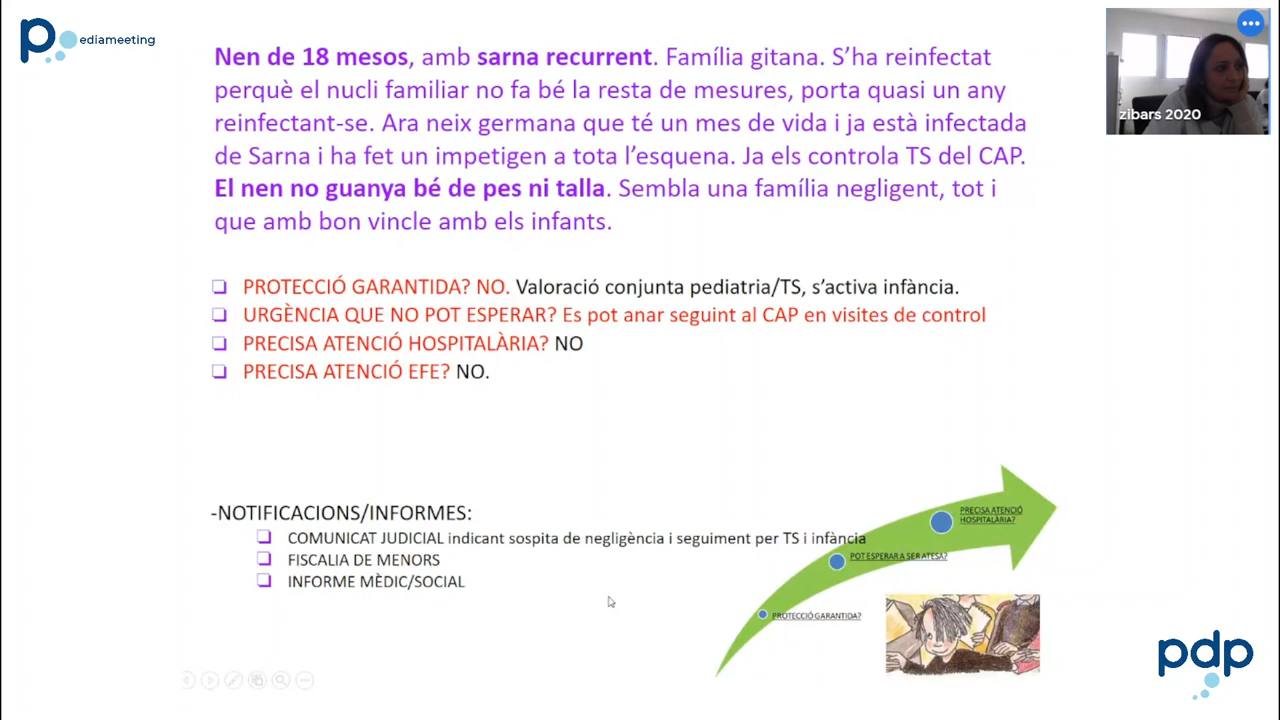 pediameeting
Nen de 18 mesos, amb sarna recurrent. Família gitana. S'ha reinfectat
perquè el nucli familiar no fa bé la resta de mesures, porta quasi un any
reinfectant-se. Ara neix germana que té un mes de vida i ja està infectada
de Sarna i ha fet un impetigen a tota l'esquena. Ja els controla TS del CAP.
El nen no guanya bé de pes ni talla. Sembla una família negligent, tot i
que amb bon vincle amb els infants.
zibars 2020
PROTECCIÓ GARANTIDA? NO. Valoració conjunta pediatria/TS, s'activa infància.
URGÈNCIA QUE NO POT ESPERAR? Es pot anar seguint al CAP en visites de control
PRECISA ATENCIÓ HOSPITALÀRIA? NO
PRECISA ATENCIÓ EFE? NO.
-NOTIFICACIONS/INFORMES:
COMUNICAT JUDICIAL indicant sospita de negligència i seguiment per TS i infància
FISCALIA DE MENORS
INFORME MÈDIC/SOCIAL
PRECISA ATENCIÓ
HOSPITALÀRIA?
POT ESPERAR A SER ATESA?
PROTECCIÓ GARANTIDA?
pdp